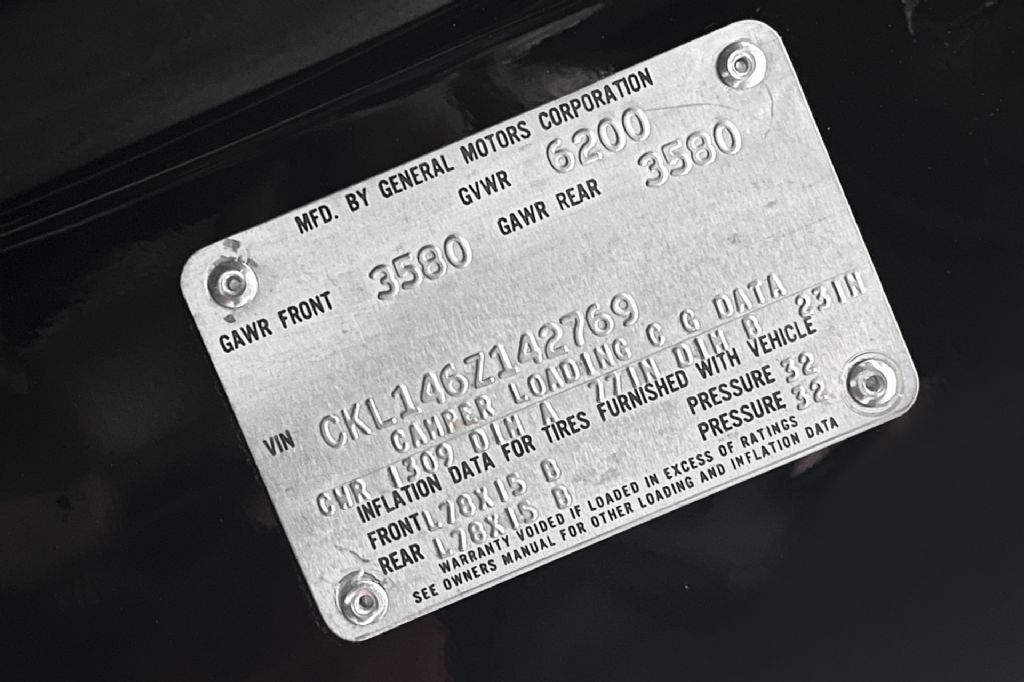 MFD. BY GENERAL MOTORS CORPORATION
GVWR 6200
GAWR FRONT 3580 GAWR REAR 3580
VIN CKL146Z142769
CAMPER LOADING C G DATA
CWR 1309 DIM A 77IN DIM B 23IN
INFLATION DATA FOR TIRES FURNISHED WITH VEHICLE
FRONT L78X15 B PRESSURE 32
REAR L78X15 B PRESSURE 32
WARRANTY VOIDED IF LOADED IN EXCESS OF RATINGS
SEE OWNERS MANUAL FOR OTHER LOADING AND INFLATION DATA